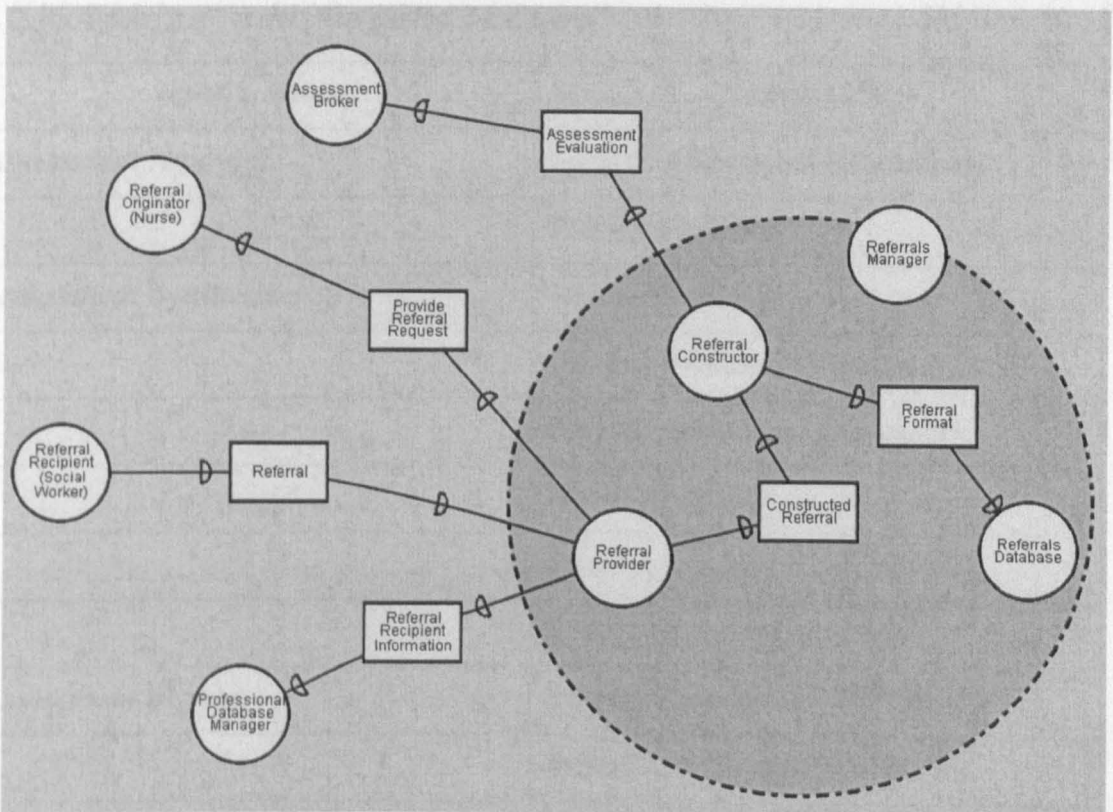 Assessment
Broker
Assessment
Evaluation
Referral
Originator
(Nurse)
Referrals
Manager
Provide
Referral
Request
Referral
Constructor
Referral
Format
Referral
Recipient
(Social
Worker)
Referral
Constructed
Referral
Referral
Provider
Referrals
Database
Referral
Recipient
Information
Professional
Database
Manager